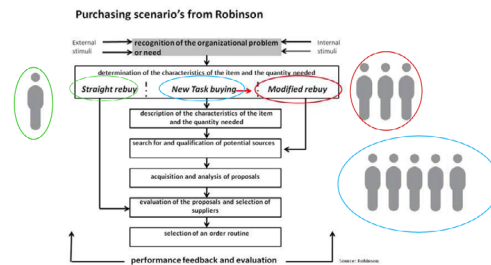 Purchasing scenario's from Robinson
External
stimuli
recognition of the organizational problem
or need
Internal
stimuli
determination of the characteristics of the item and the quantity needed
Straight rebuy
New Task buying
Modified rebuy
description of the characteristics of the item
and the quantity needed
search for and qualification of potential sources
acquisition and analysis of proposals
evaluation of the proposals and selection of
suppliers
selection of an order routine
performance feedback and evaluation
Source: Robinson